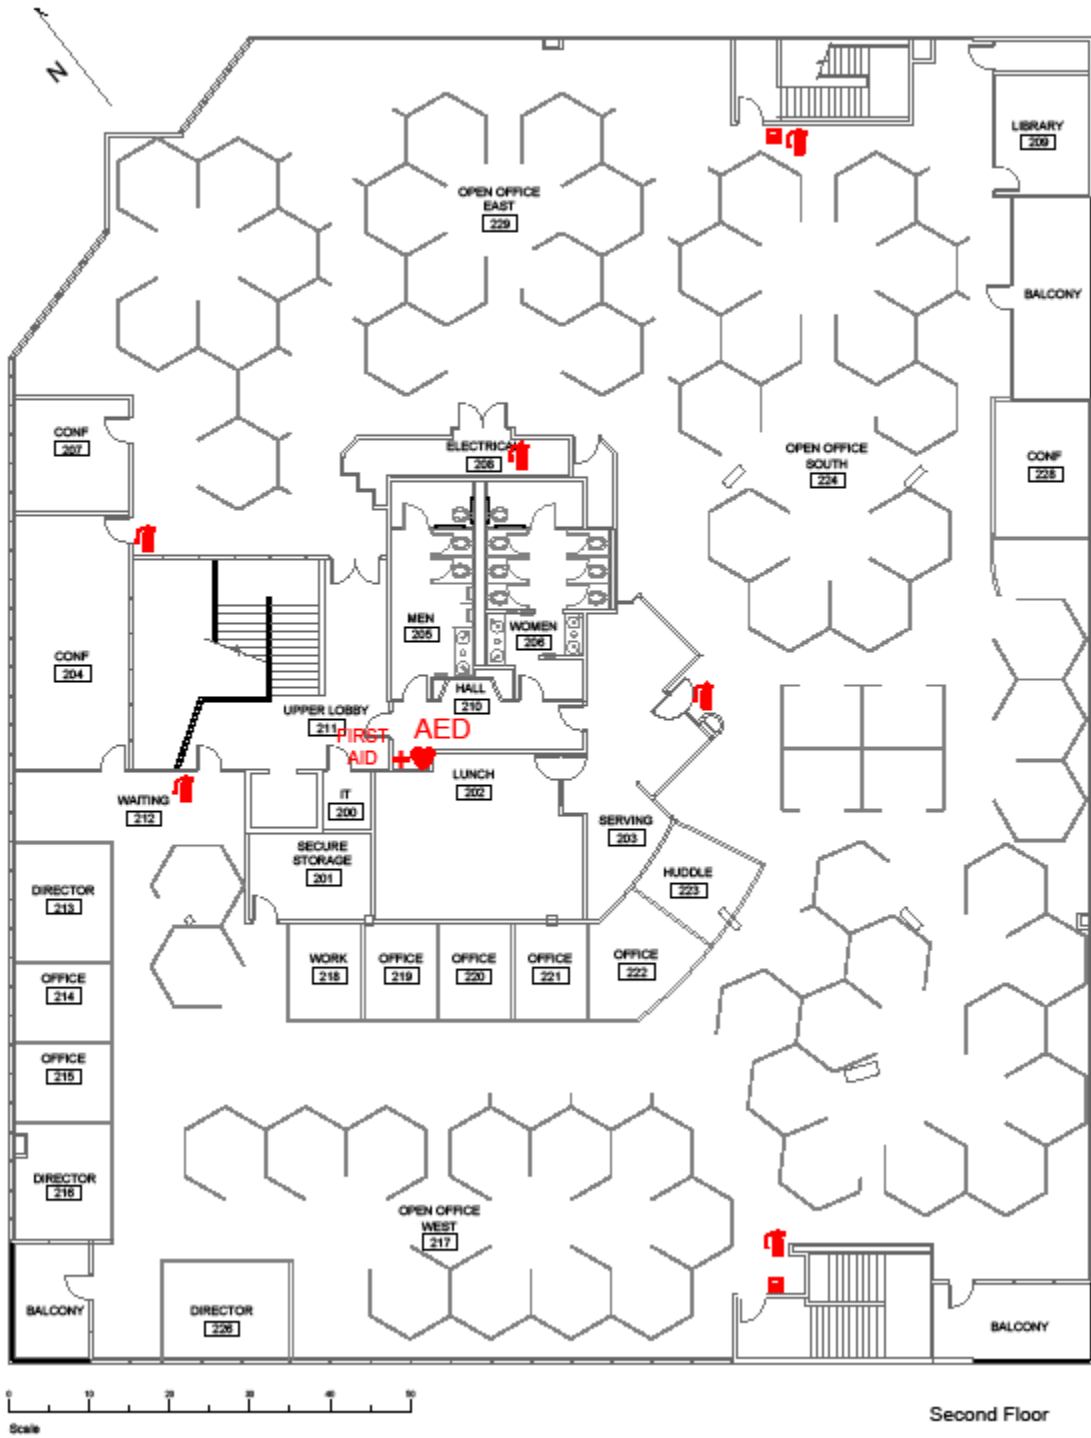 N
LIBRARY
209
OPEN OFFICE
EAST
229
BALCONY
CONF
207
ELECTRICAL
208
OPEN OFFICE
SOUTH
224
CONF
228
MEN
205
WOMEN
206
CONF
204
HALL
210
UPPER LOBBY
211
FIRST
AID
AED
LUNCH
202
WAITING
212
IT
200
SERVING
203
SECURE
STORAGE
201
HUDDLE
223
DIRECTOR
213
WORK
218
OFFICE
219
OFFICE
220
OFFICE
221
OFFICE
222
OFFICE
214
OFFICE
215
DIRECTOR
216
OPEN OFFICE
WEST
217
BALCONY
DIRECTOR
226
BALCONY
0 10 20 30 40 50
Scale
Second Floor